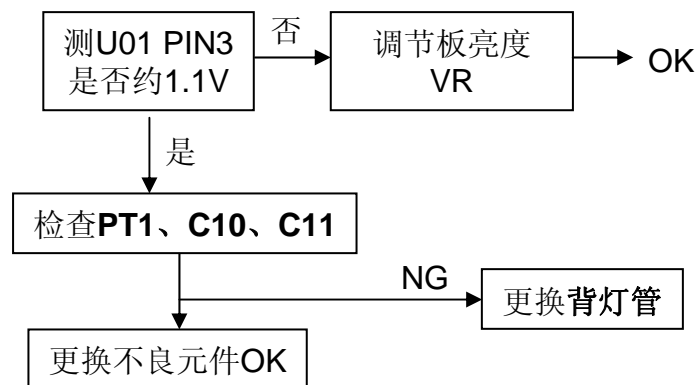 测U01 PIN3
是否约1.1V
否
调节板亮度
VR
OK
是
检查PT1、C10、C11
NG
更换背灯管
更换不良元件OK